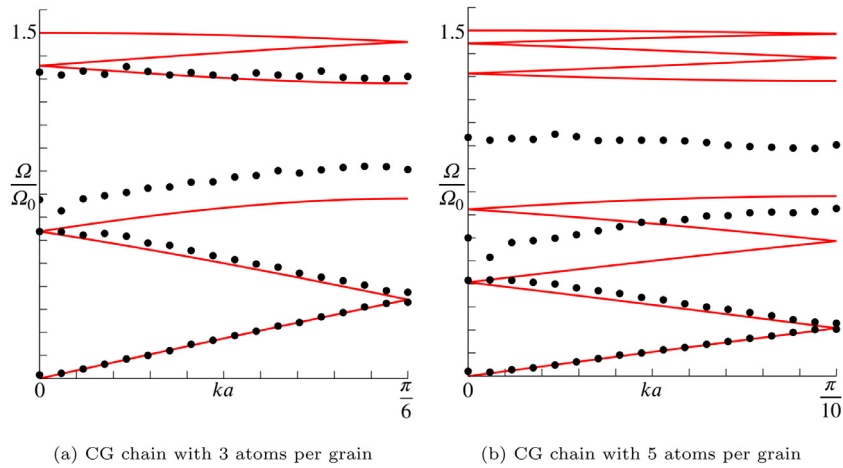 1.5
Ω
Ω0
0
ka
π
6
(a) CG chain with 3 atoms per grain
1.5
Ω
Ω0
0
ka
π
10
(b) CG chain with 5 atoms per grain